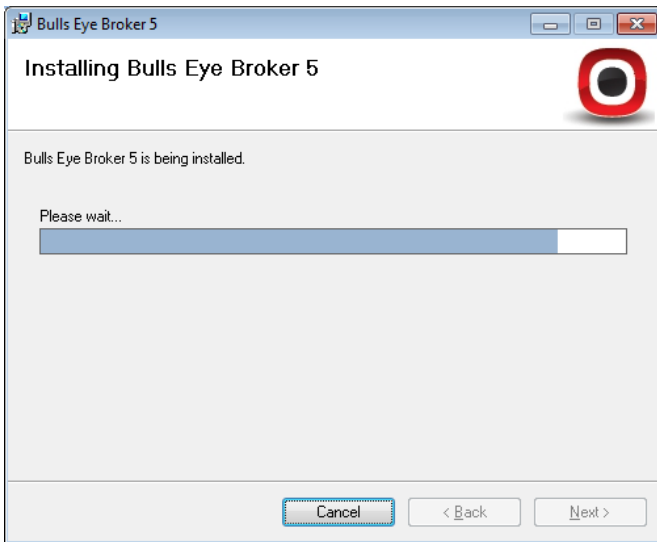 Bulls Eye Broker 5
Installing Bulls Eye Broker 5
Bulls Eye Broker 5 is being installed.
Please wait...
Cancel
< Back
Next >